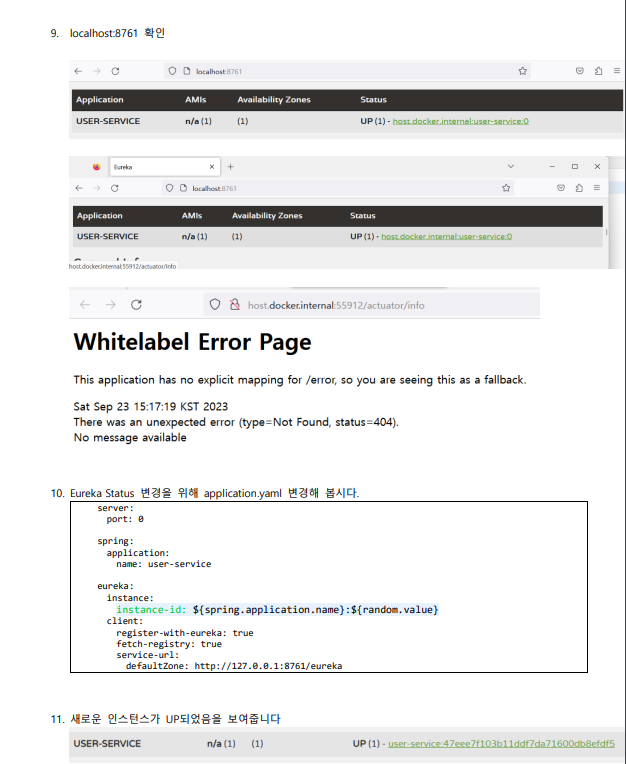 9. localhost:8761 확인
localhost:8761
Application AMIs Availability Zones Status
USER-SERVICE n/a (1) (1) UP (1) - host.docker.internal:user-service:0
Eureka
localhost:8761
Application AMIs Availability Zones Status
USER-SERVICE n/a (1) (1) UP (1) - host.docker.internal:user-service:0
host.docker.internal:55912/actuator/info
host.docker.internal:55912/actuator/info
Whitelabel Error Page
This application has no explicit mapping for /error, so you are seeing this as a fallback.
Sat Sep 23 15:17:19 KST 2023
There was an unexpected error (type=Not Found, status=404).
No message available
10. Eureka Status 변경을 위해 application.yaml 변경해 봅시다.
server:
port: 0
spring:
application:
name: user-service
eureka:
instance:
instance-id: ${spring.application.name}:${random.value}
client:
register-with-eureka: true
fetch-registry: true
service-url:
defaultZone: http://127.0.0.1:8761/eureka
11. 새로운 인스턴스가 UP되었음을 보여줍니다
USER-SERVICE n/a (1) (1) UP (1) - user-service:47eee7f103b11ddf7da71600db8efdf5